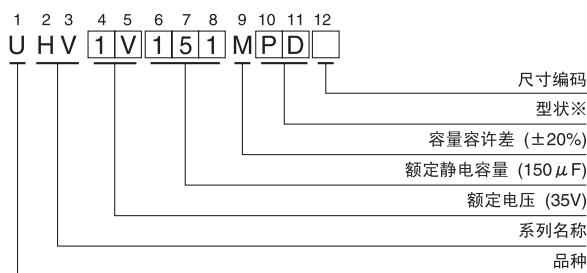 1 2 3 4 5 6 7 8 9 10 11 12
U H V 1 V 1 5 1 M P D
尺寸编码
型状※
容量容许差 (±20%)
额定静电容量 (150μF)
额定电压 (35V)
系列名称
品种